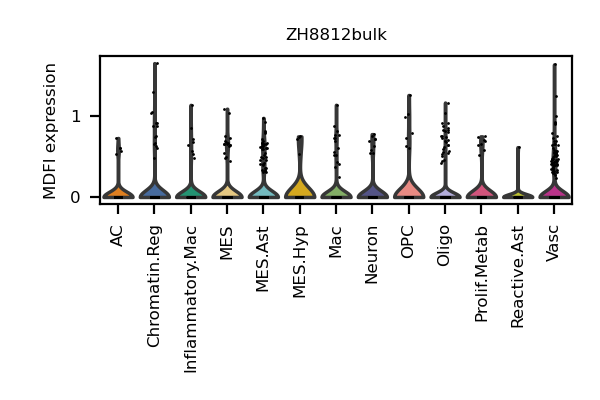 ZH8812bulk
MDFI expression
1
0
AC
Chromatin.Reg
Inflammatory.Mac
MES
MES.Ast
MES.Hyp
Mac
Neuron
OPC
Oligo
Prolif.Metab
Reactive.Ast
Vasc